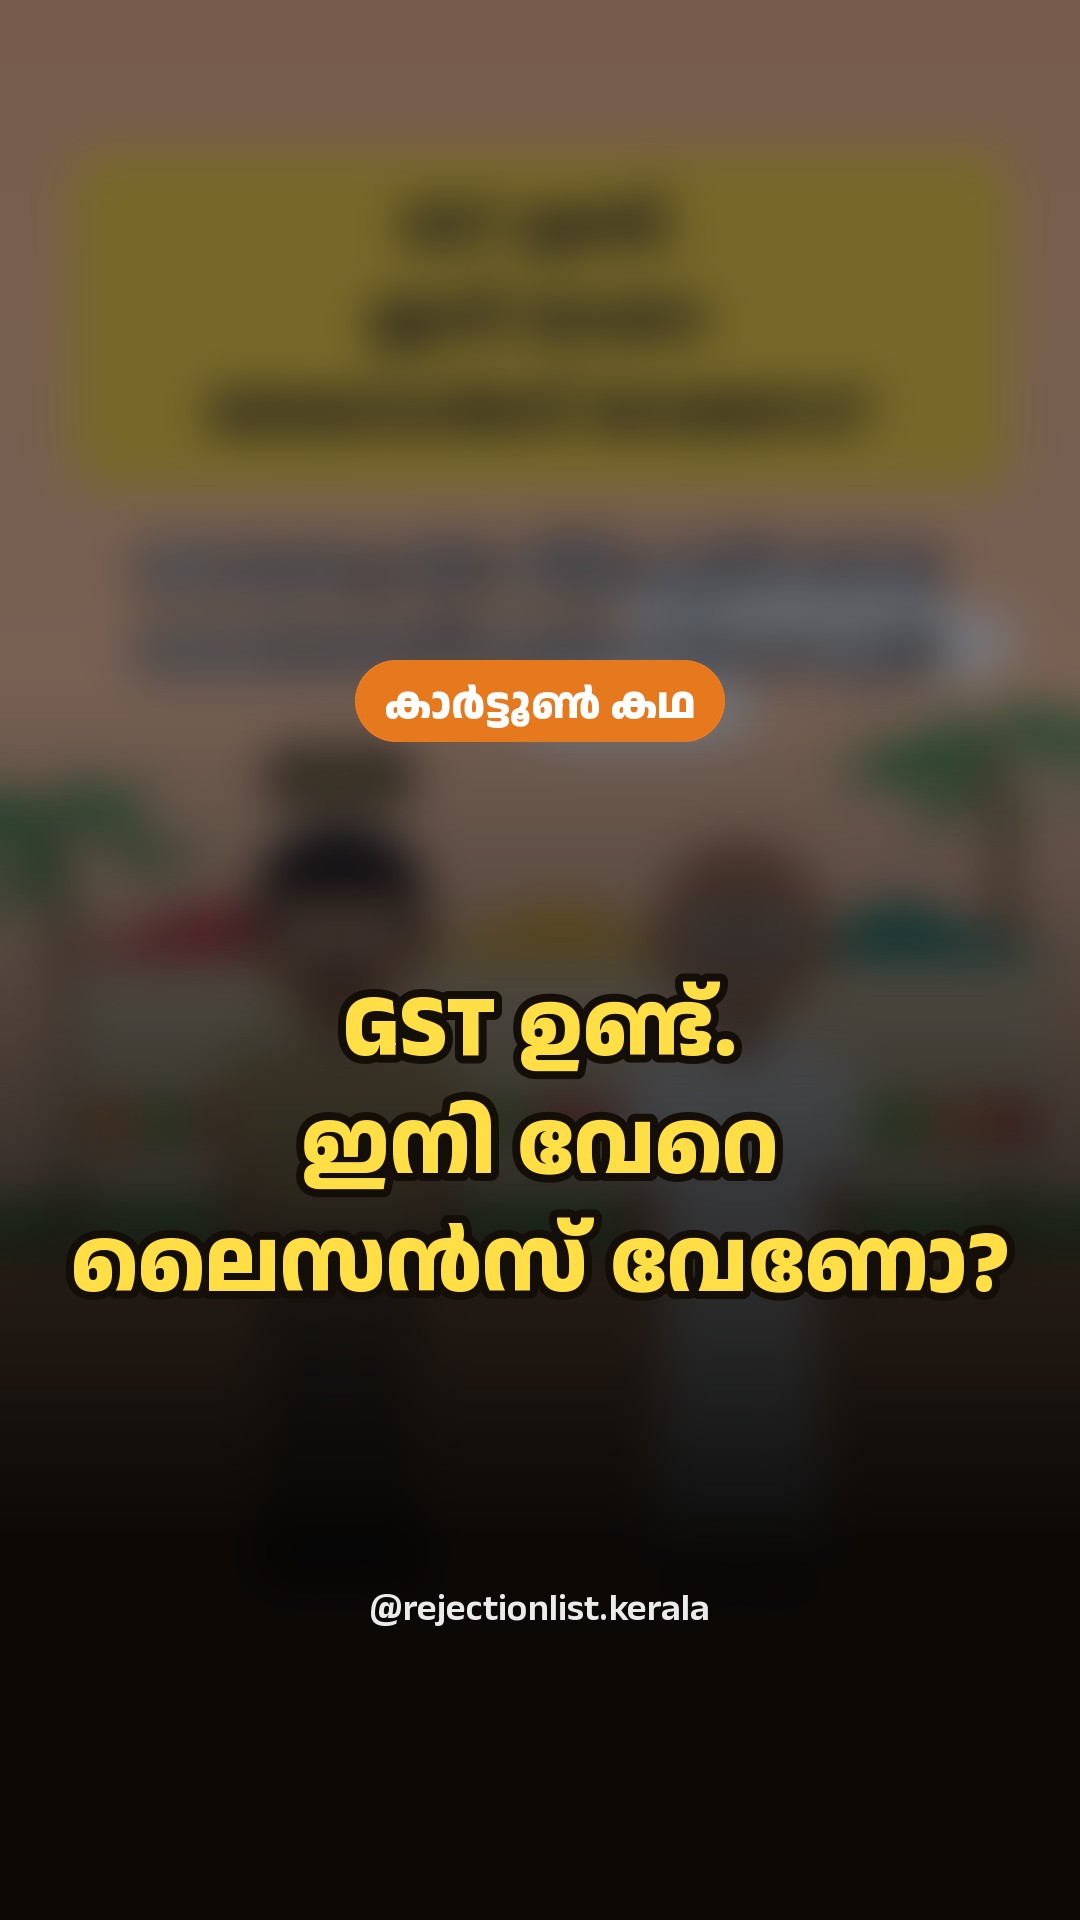 കാർട്ടൂൺ കഥ
GST ഉണ്ട്.
ഇനി വേറെ
ലൈസൻസ് വേണോ?
@rejectionlist.kerala